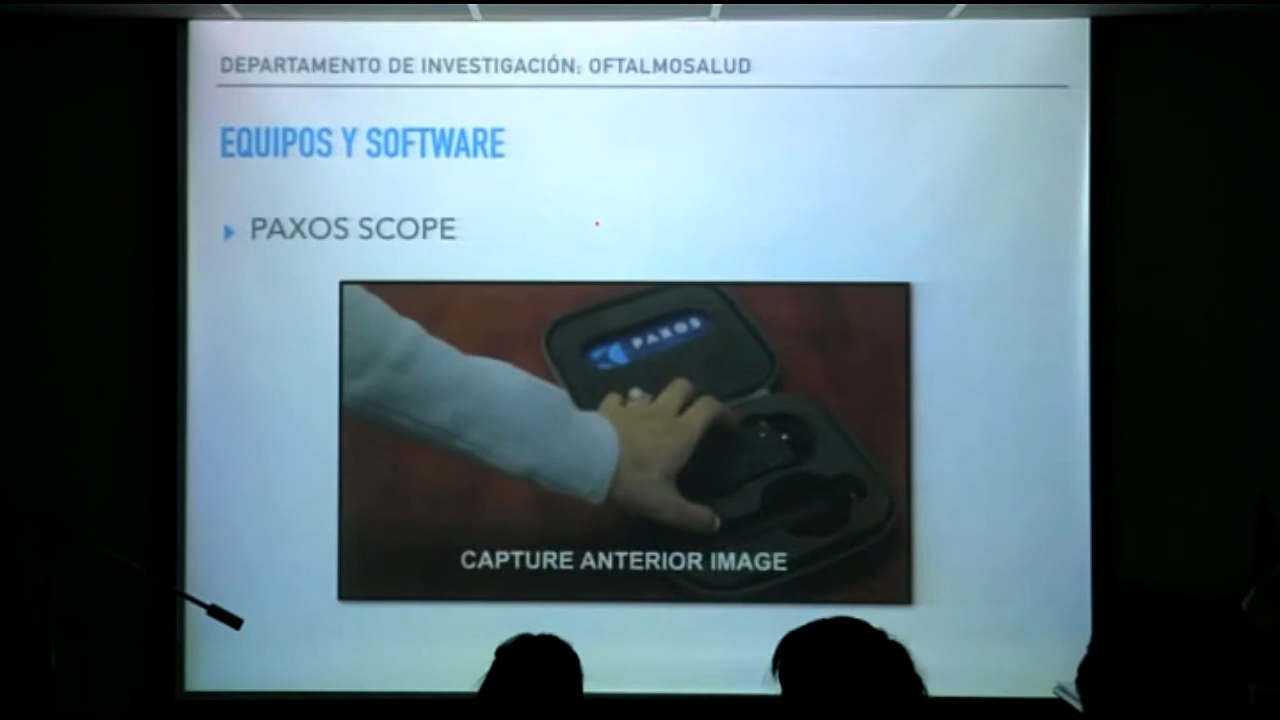 DEPARTAMENTO DE INVESTIGACIÓN; OFTALMOSALUD
EQUIPOS Y SOFTWARE
PAXOS SCOPE
PAXOS
CAPTURE ANTERIOR IMAGE